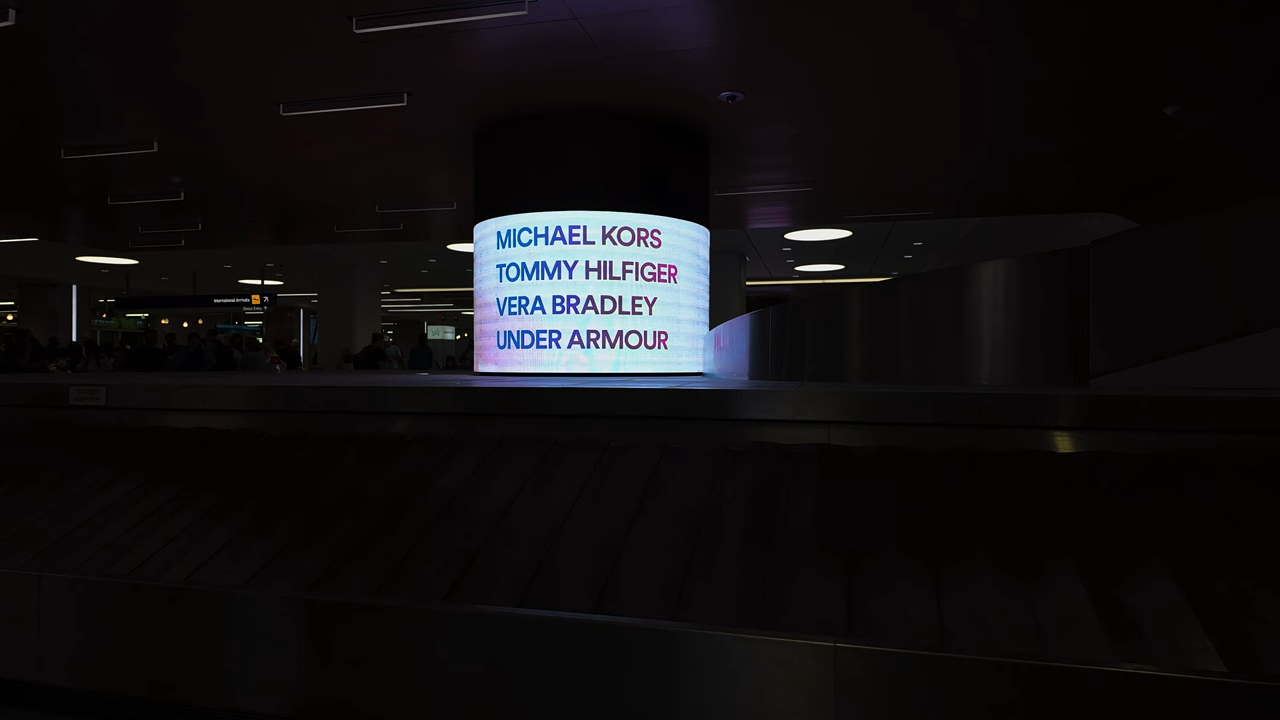 MICHAEL KORS
TOMMY HILFIGER
VERA BRADLEY
UNDER ARMOUR
International Arrivals